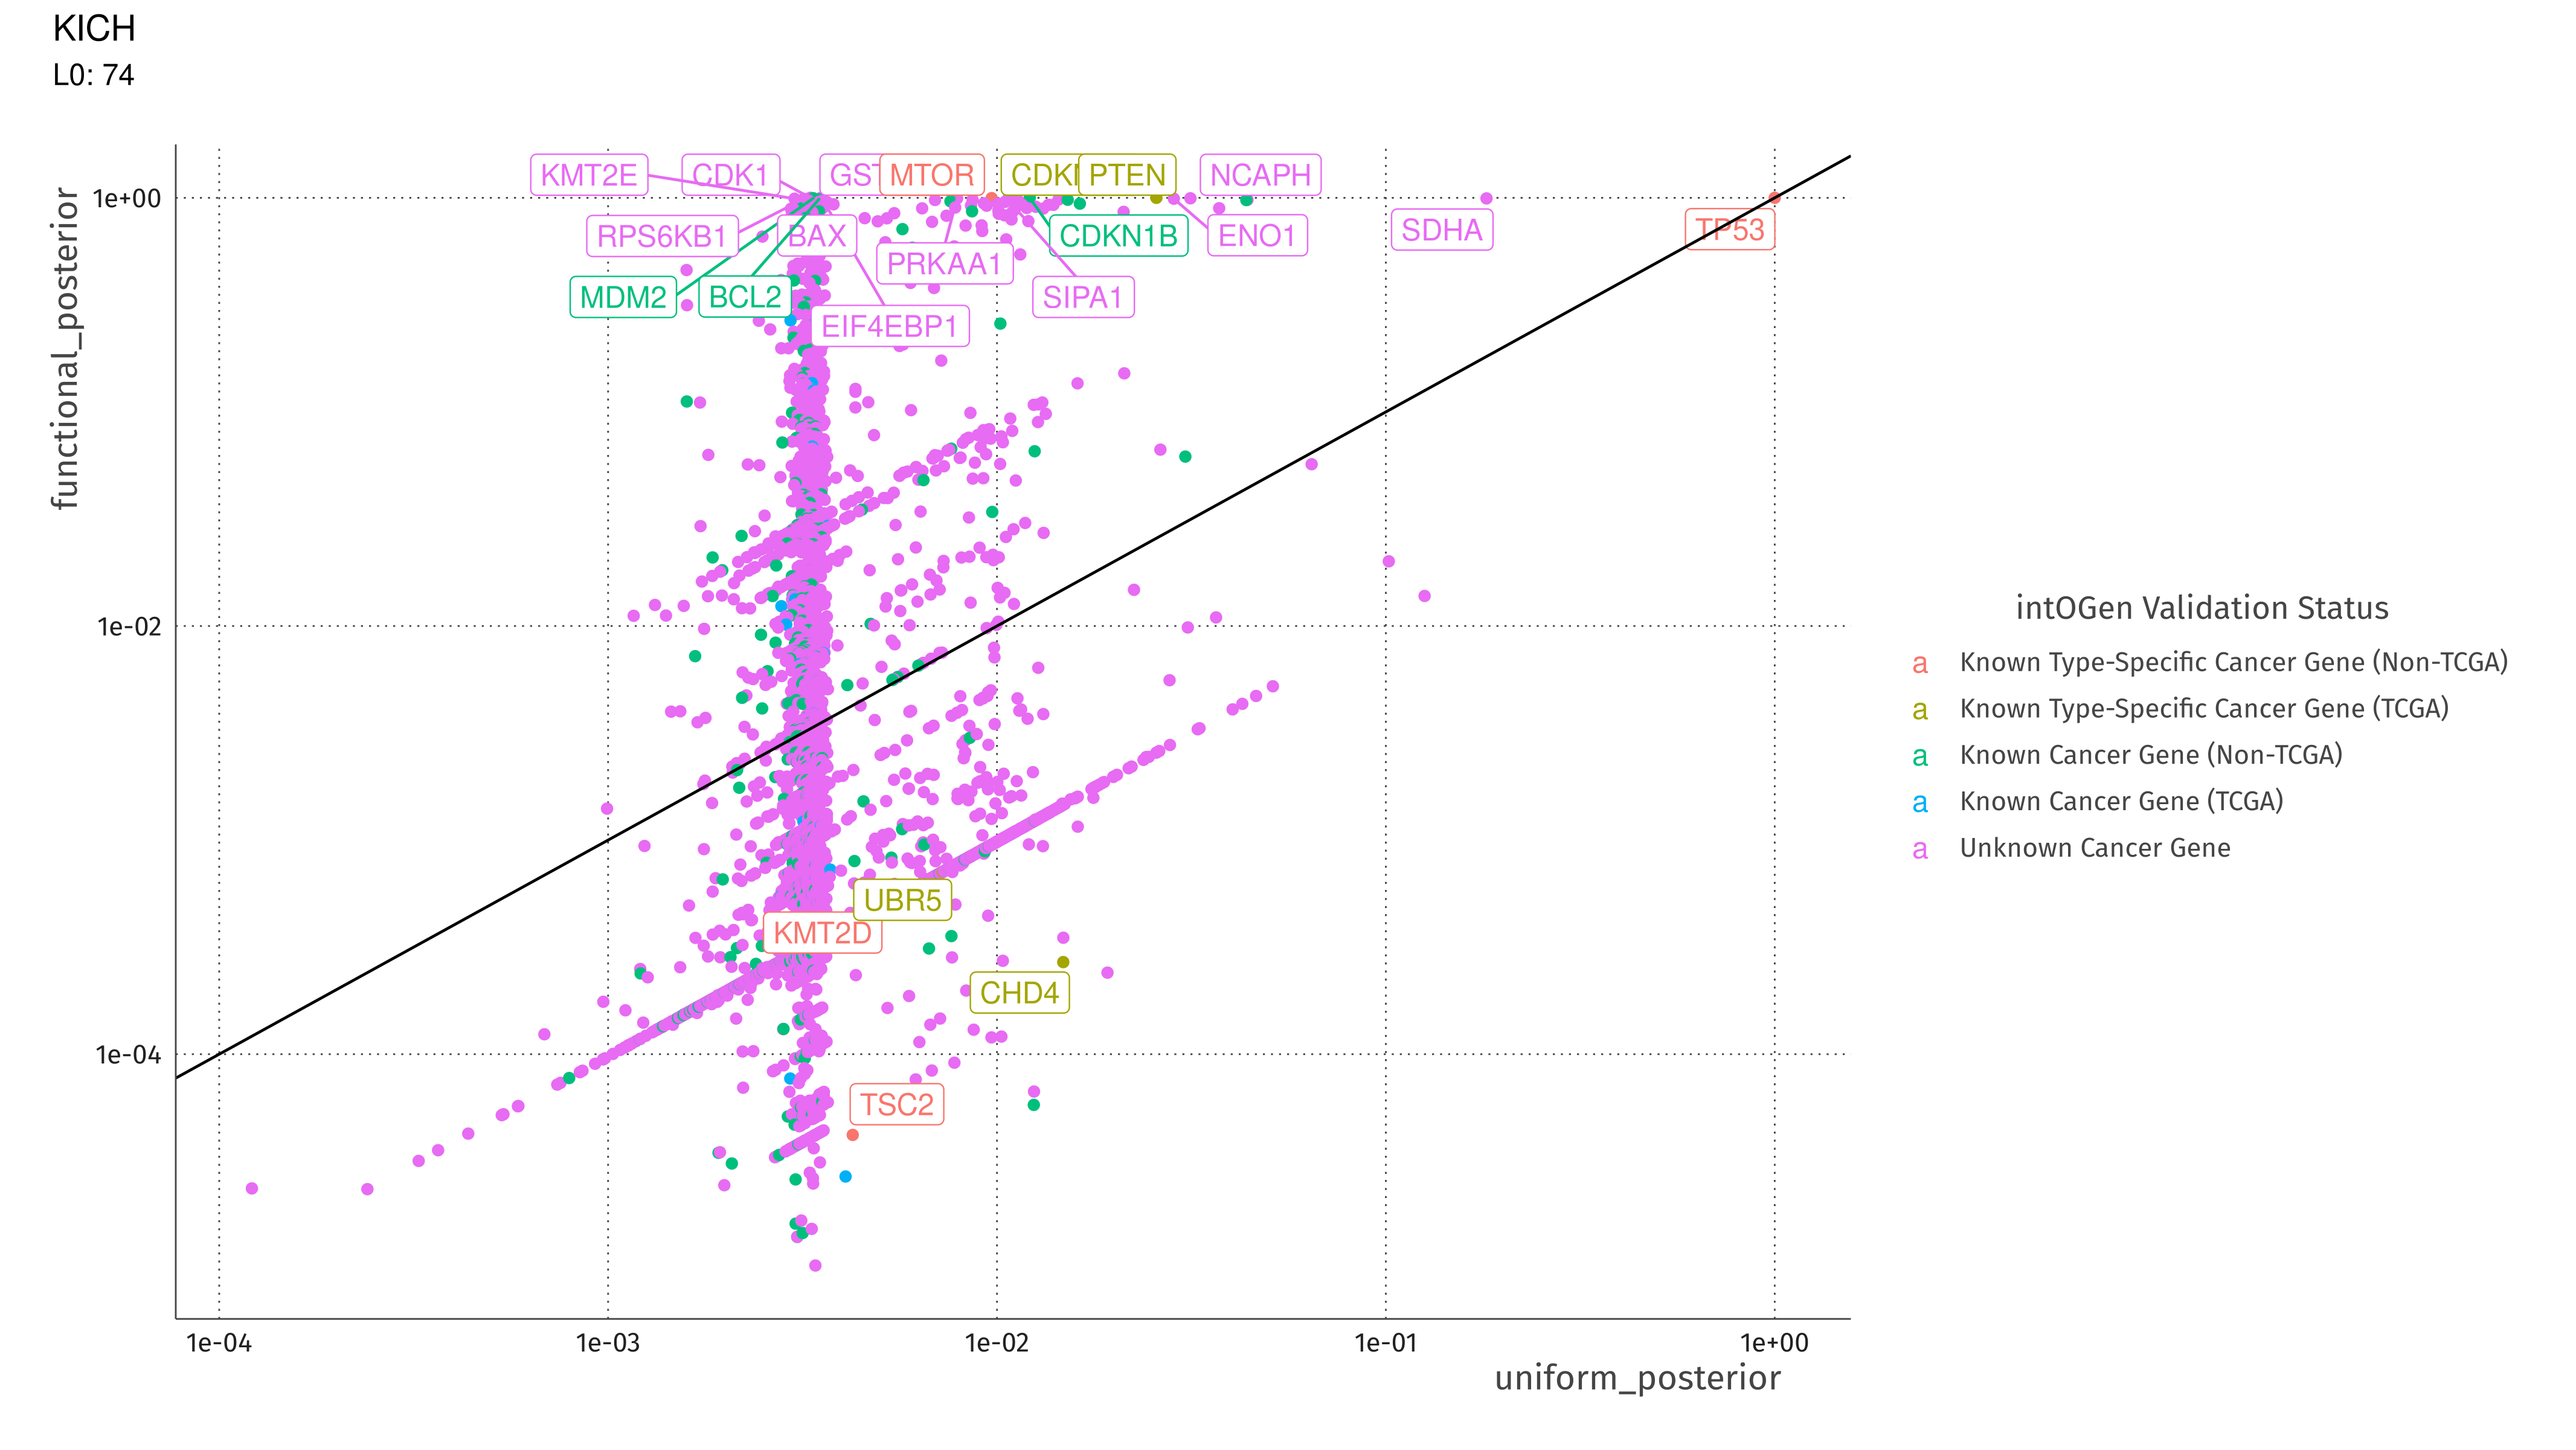 KICH
L0: 74
KMT2E CDK1 MTOR PTEN NCAPH
RPS6KB1 BAX CDKN1B ENO1 SDHA TP53
PRKAA1
MDM2 BCL2 SIPA1
EIF4EBP1
UBR5
KMT2D
CHD4
TSC2
functional_posterior
1e+00
1e-02
1e-04
1e-04 1e-03 1e-02 1e-01 1e+00
uniform_posterior
intOGen Validation Status
a Known Type-Specific Cancer Gene (Non-TCGA)
a Known Type-Specific Cancer Gene (TCGA)
a Known Cancer Gene (Non-TCGA)
a Known Cancer Gene (TCGA)
a Unknown Cancer Gene